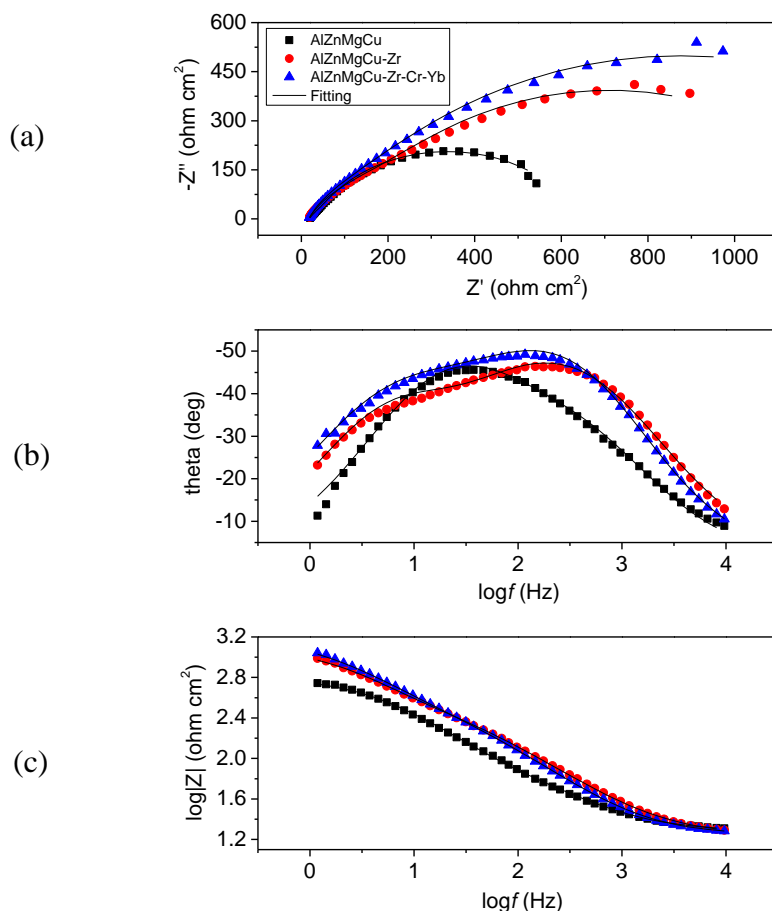 (a)
-Z'' (ohm cm²)
600
450
300
150
0
AlZnMgCu
AlZnMgCu-Zr
AlZnMgCu-Zr-Cr-Yb
Fitting
0 200 400 600 800 1000
Z' (ohm cm²)
(b)
theta (deg)
-50
-40
-30
-20
-10
0 1 2 3 4
logf (Hz)
(c)
log|Z| (ohm cm²)
3.2
2.8
2.4
2.0
1.6
1.2
0 1 2 3 4
logf (Hz)